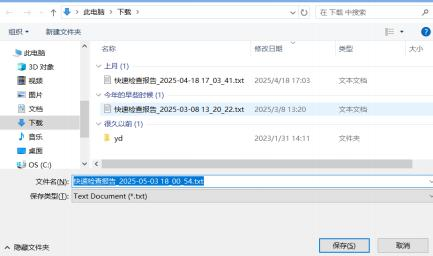 此电脑 › 下载 ›
在 下载 中搜索
组织 新建文件夹
名称 修改日期 类型 大小
此电脑
3D 对象
视频
图片
文档
下载
音乐
桌面
OS (C:)
上月 (1)
快速检查报告_2025-04-18 17_03_41.txt 2025/4/18 17:03 文本文档
今年的早些时候 (1)
快速检查报告_2025-03-08 13_20_22.txt 2025/3/8 13:20 文本文档
很久以前 (1)
yd 2023/1/31 14:11 文件夹
文件名(N): 快速检查报告_2025-05-03 18_00_54.txt
保存类型(T): Text Document (*.txt)
隐藏文件夹
保存(S) 取消